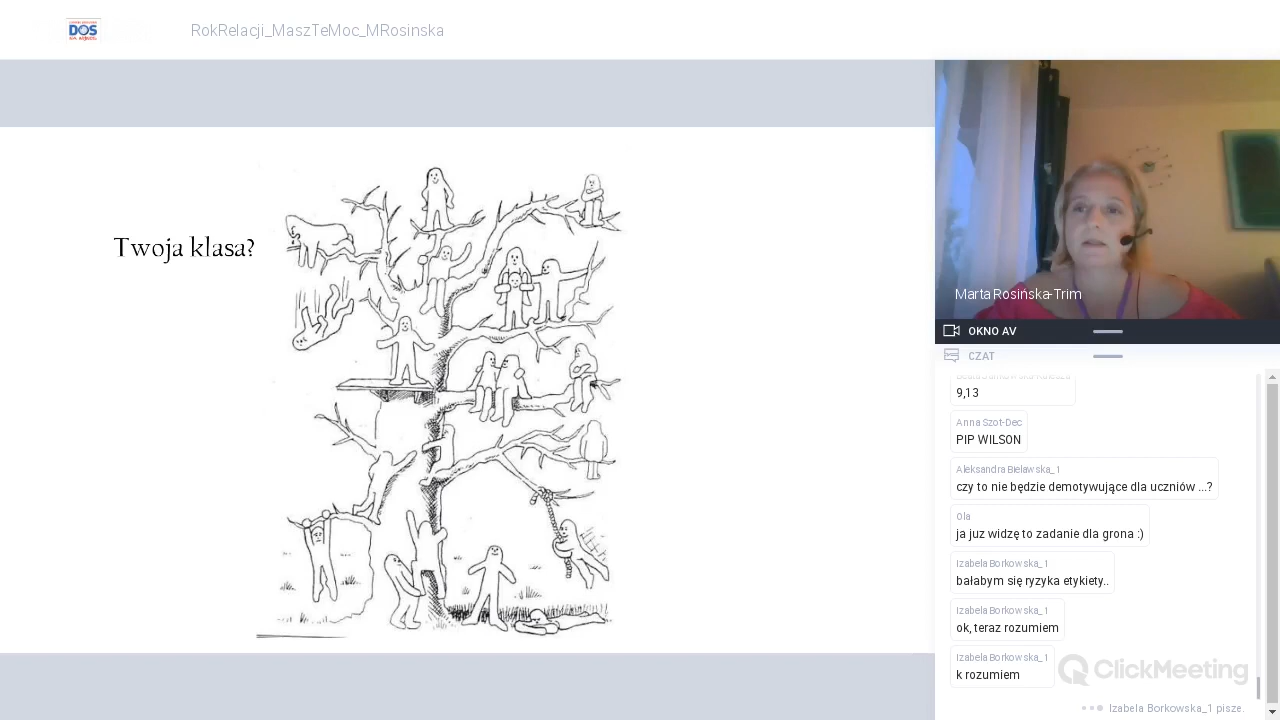 DOS
RokRelacji_MaszTeMoc_MRosinska
Twoja klasa?
Marta Rosińska-Trim
OKNO AV
CZAT
9,13
Anna Szot-Dec
PIP WILSON
Aleksandra Bielawska_1
czy to nie będzie demotywujące dla uczniów ...?
Ola
ja juz widzę to zadanie dla grona :)
Izabela Borkowska_1
bałabym się ryzyka etykiety..
Izabela Borkowska_1
ok, teraz rozumiem
Izabela Borkowska_1
k rozumiem
ClickMeeting
Izabela Borkowska_1 pisze.